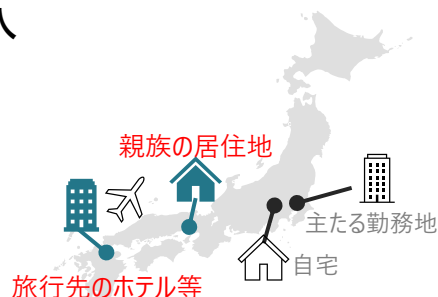 人
親族の居住地
主たる勤務地
自宅
旅行先のホテル等